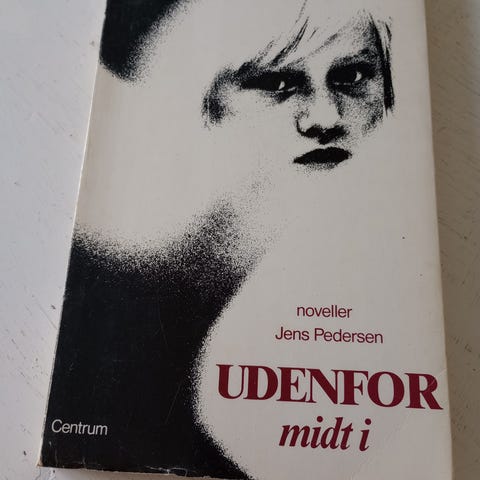 noveller
Jens Pedersen
UDENFOR
midt i
Centrum